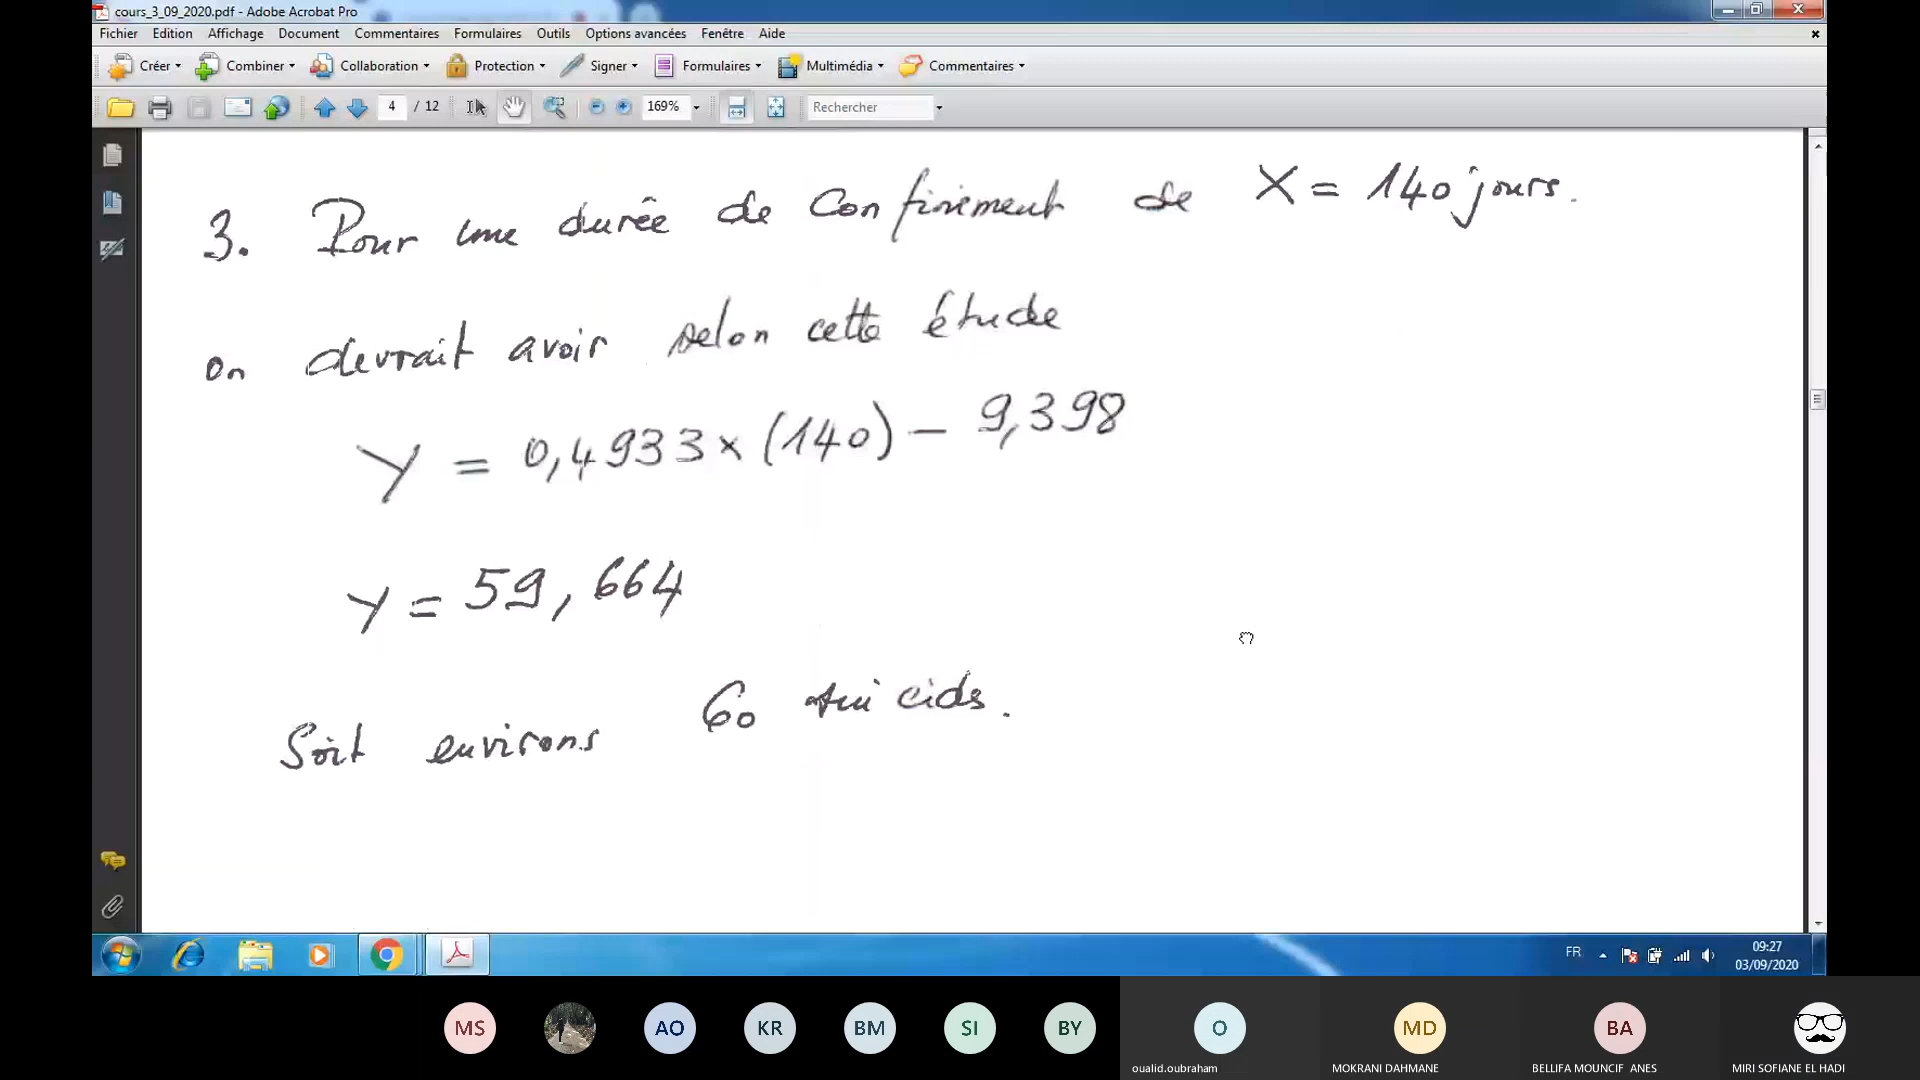 cours_3_09_2020.pdf - Adobe Acrobat Pro
Fichier Edition Affichage Document Commentaires Formulaires Outils Options avancées Fenêtre Aide
Créer Combiner Collaboration Protection Signer Formulaires Multimédia Commentaires
4 / 12 169% Rechercher
3. Pour une durée de Confinement de X = 140 jours.
on devrait avoir selon cette étude
Y = 0,4933 x (140) - 9,398
Y = 59,664
Soit environs 60 suicids.
FR 09:27
03/09/2020
MS AO KR BM SI BY O MD BA
oualid.oubraham MOKRANI DAHMANE BELLIFA MOUNCIF ANES MIRI SOFIANE EL HADI